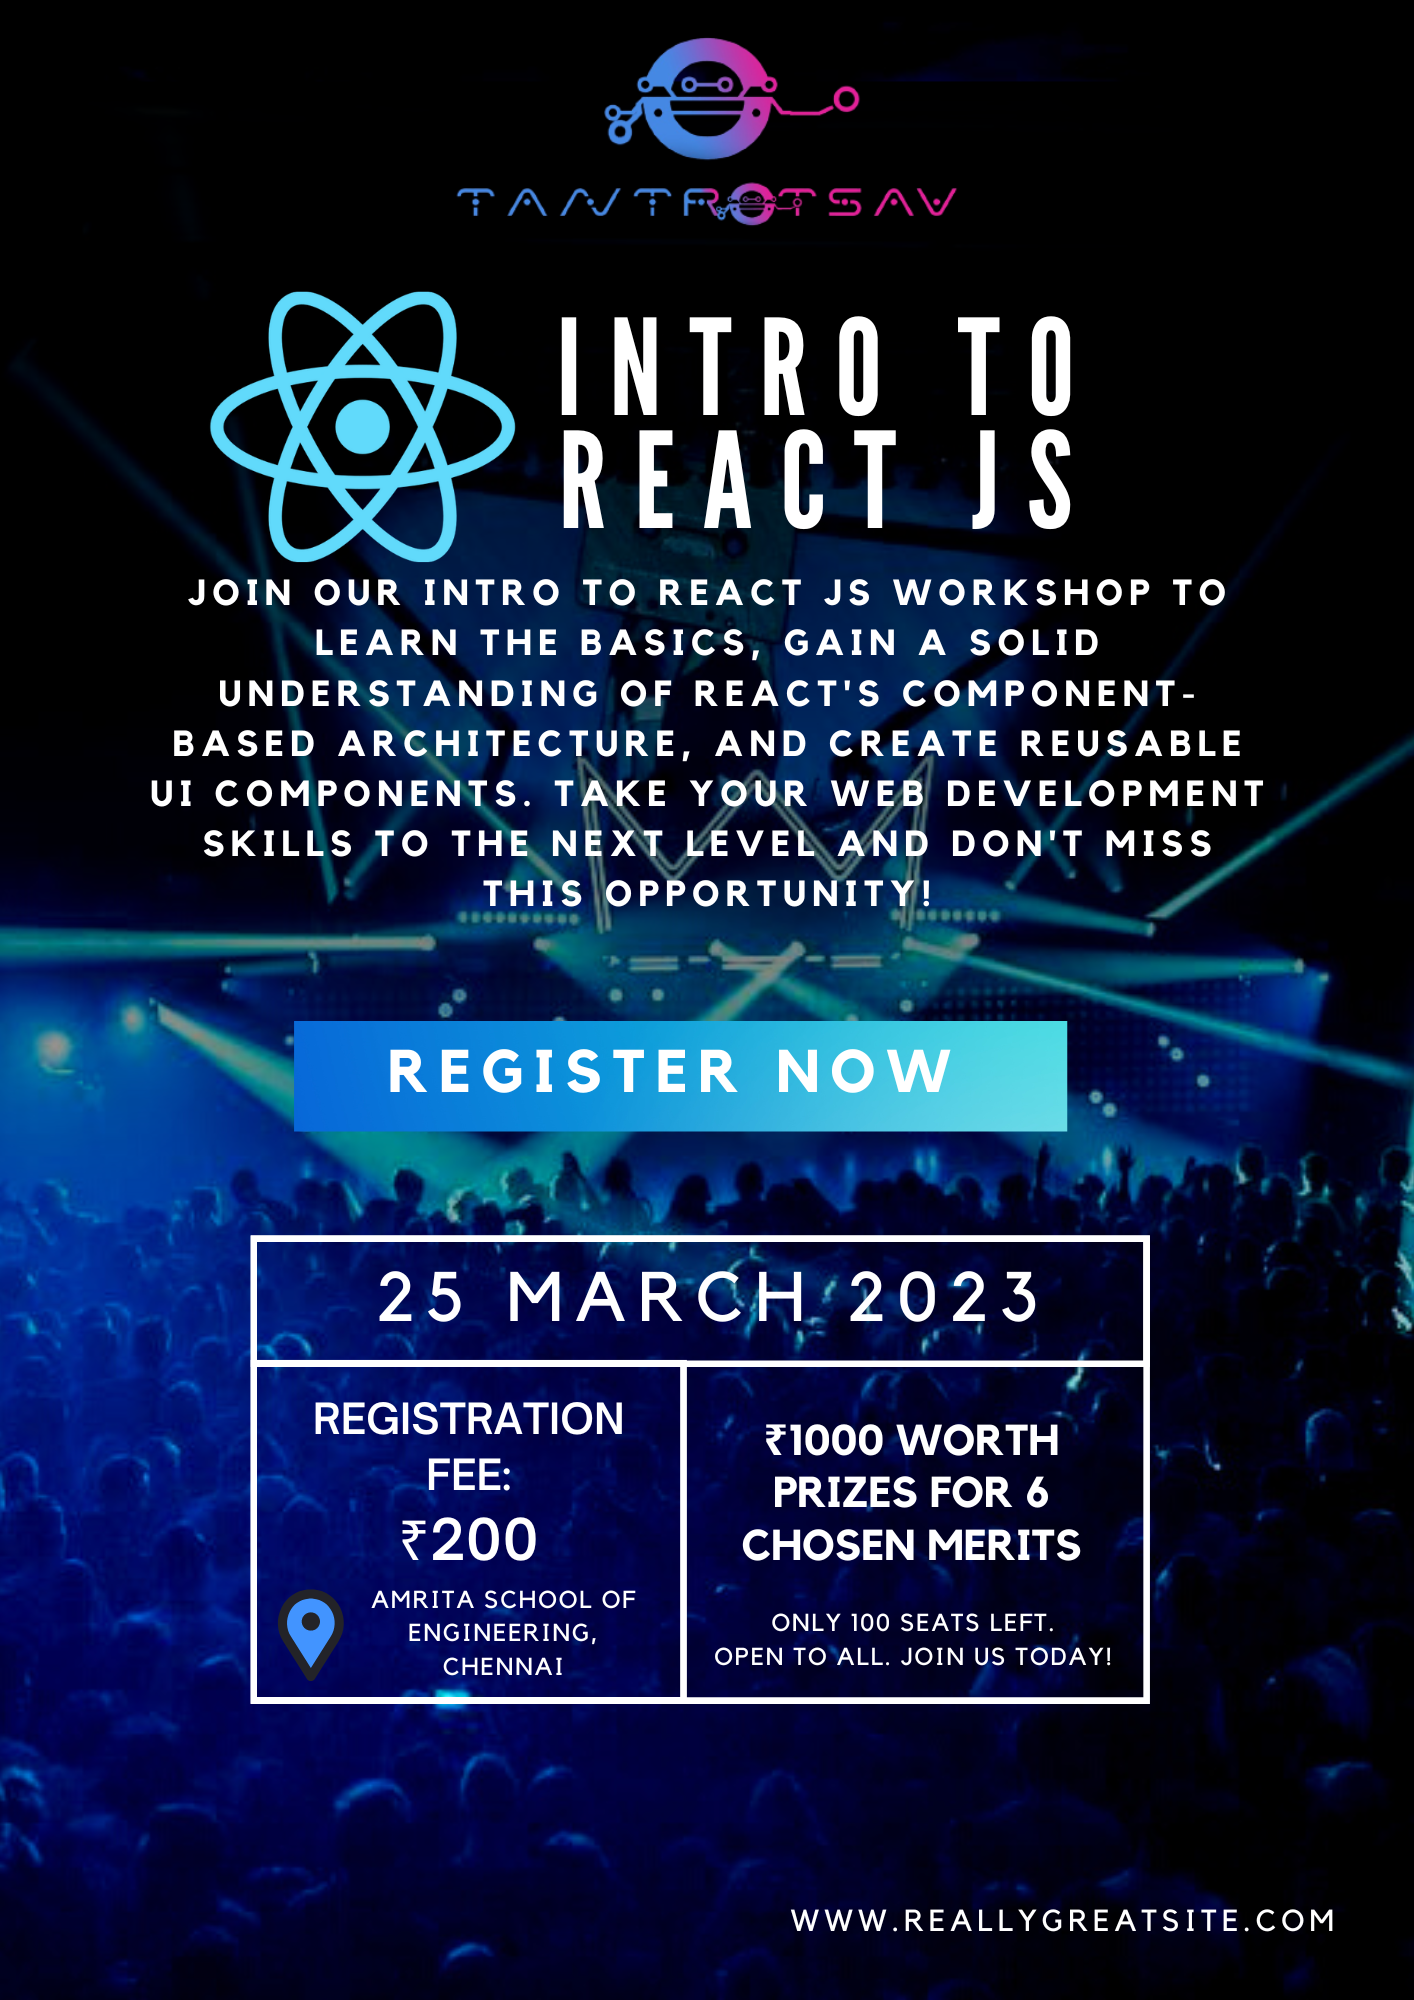 TANTROTSAV
INTRO TO
REACT JS
JOIN OUR INTRO TO REACT JS WORKSHOP TO
LEARN THE BASICS, GAIN A SOLID
UNDERSTANDING OF REACT'S COMPONENT-
BASED ARCHITECTURE, AND CREATE REUSABLE
UI COMPONENTS. TAKE YOUR WEB DEVELOPMENT
SKILLS TO THE NEXT LEVEL AND DON'T MISS
THIS OPPORTUNITY!
REGISTER NOW
25 MARCH 2023
REGISTRATION
FEE:
₹200
AMRITA SCHOOL OF
ENGINEERING,
CHENNAI
₹1000 WORTH
PRIZES FOR 6
CHOSEN MERITS
ONLY 100 SEATS LEFT.
OPEN TO ALL. JOIN US TODAY!
WWW.REALLYGREATSITE.COM